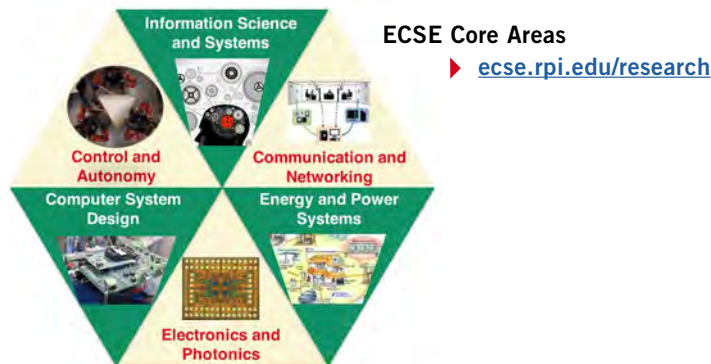 Information Science
and Systems
ECSE Core Areas
ecse.rpi.edu/research
Control and
Autonomy
Communication and
Networking
Computer System
Design
Energy and Power
Systems
Electronics and
Photonics